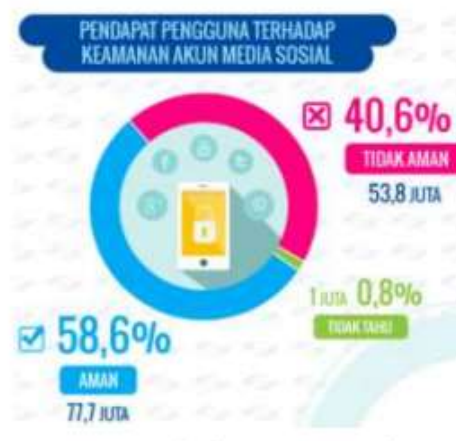 PENDAPAT PENGGUNA TERHADAP
KEAMANAN AKUN MEDIA SOSIAL
40,6%
TIDAK AMAN
53,8 JUTA
1 JUTA 0,8%
TIDAK TAHU
58,6%
AMAN
77,7 JUTA